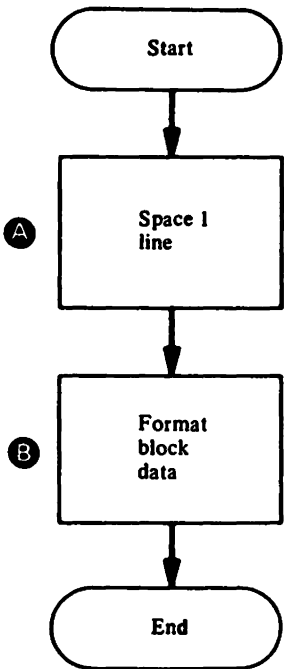 Start
A
Space 1
line
B
Format
block
data
End